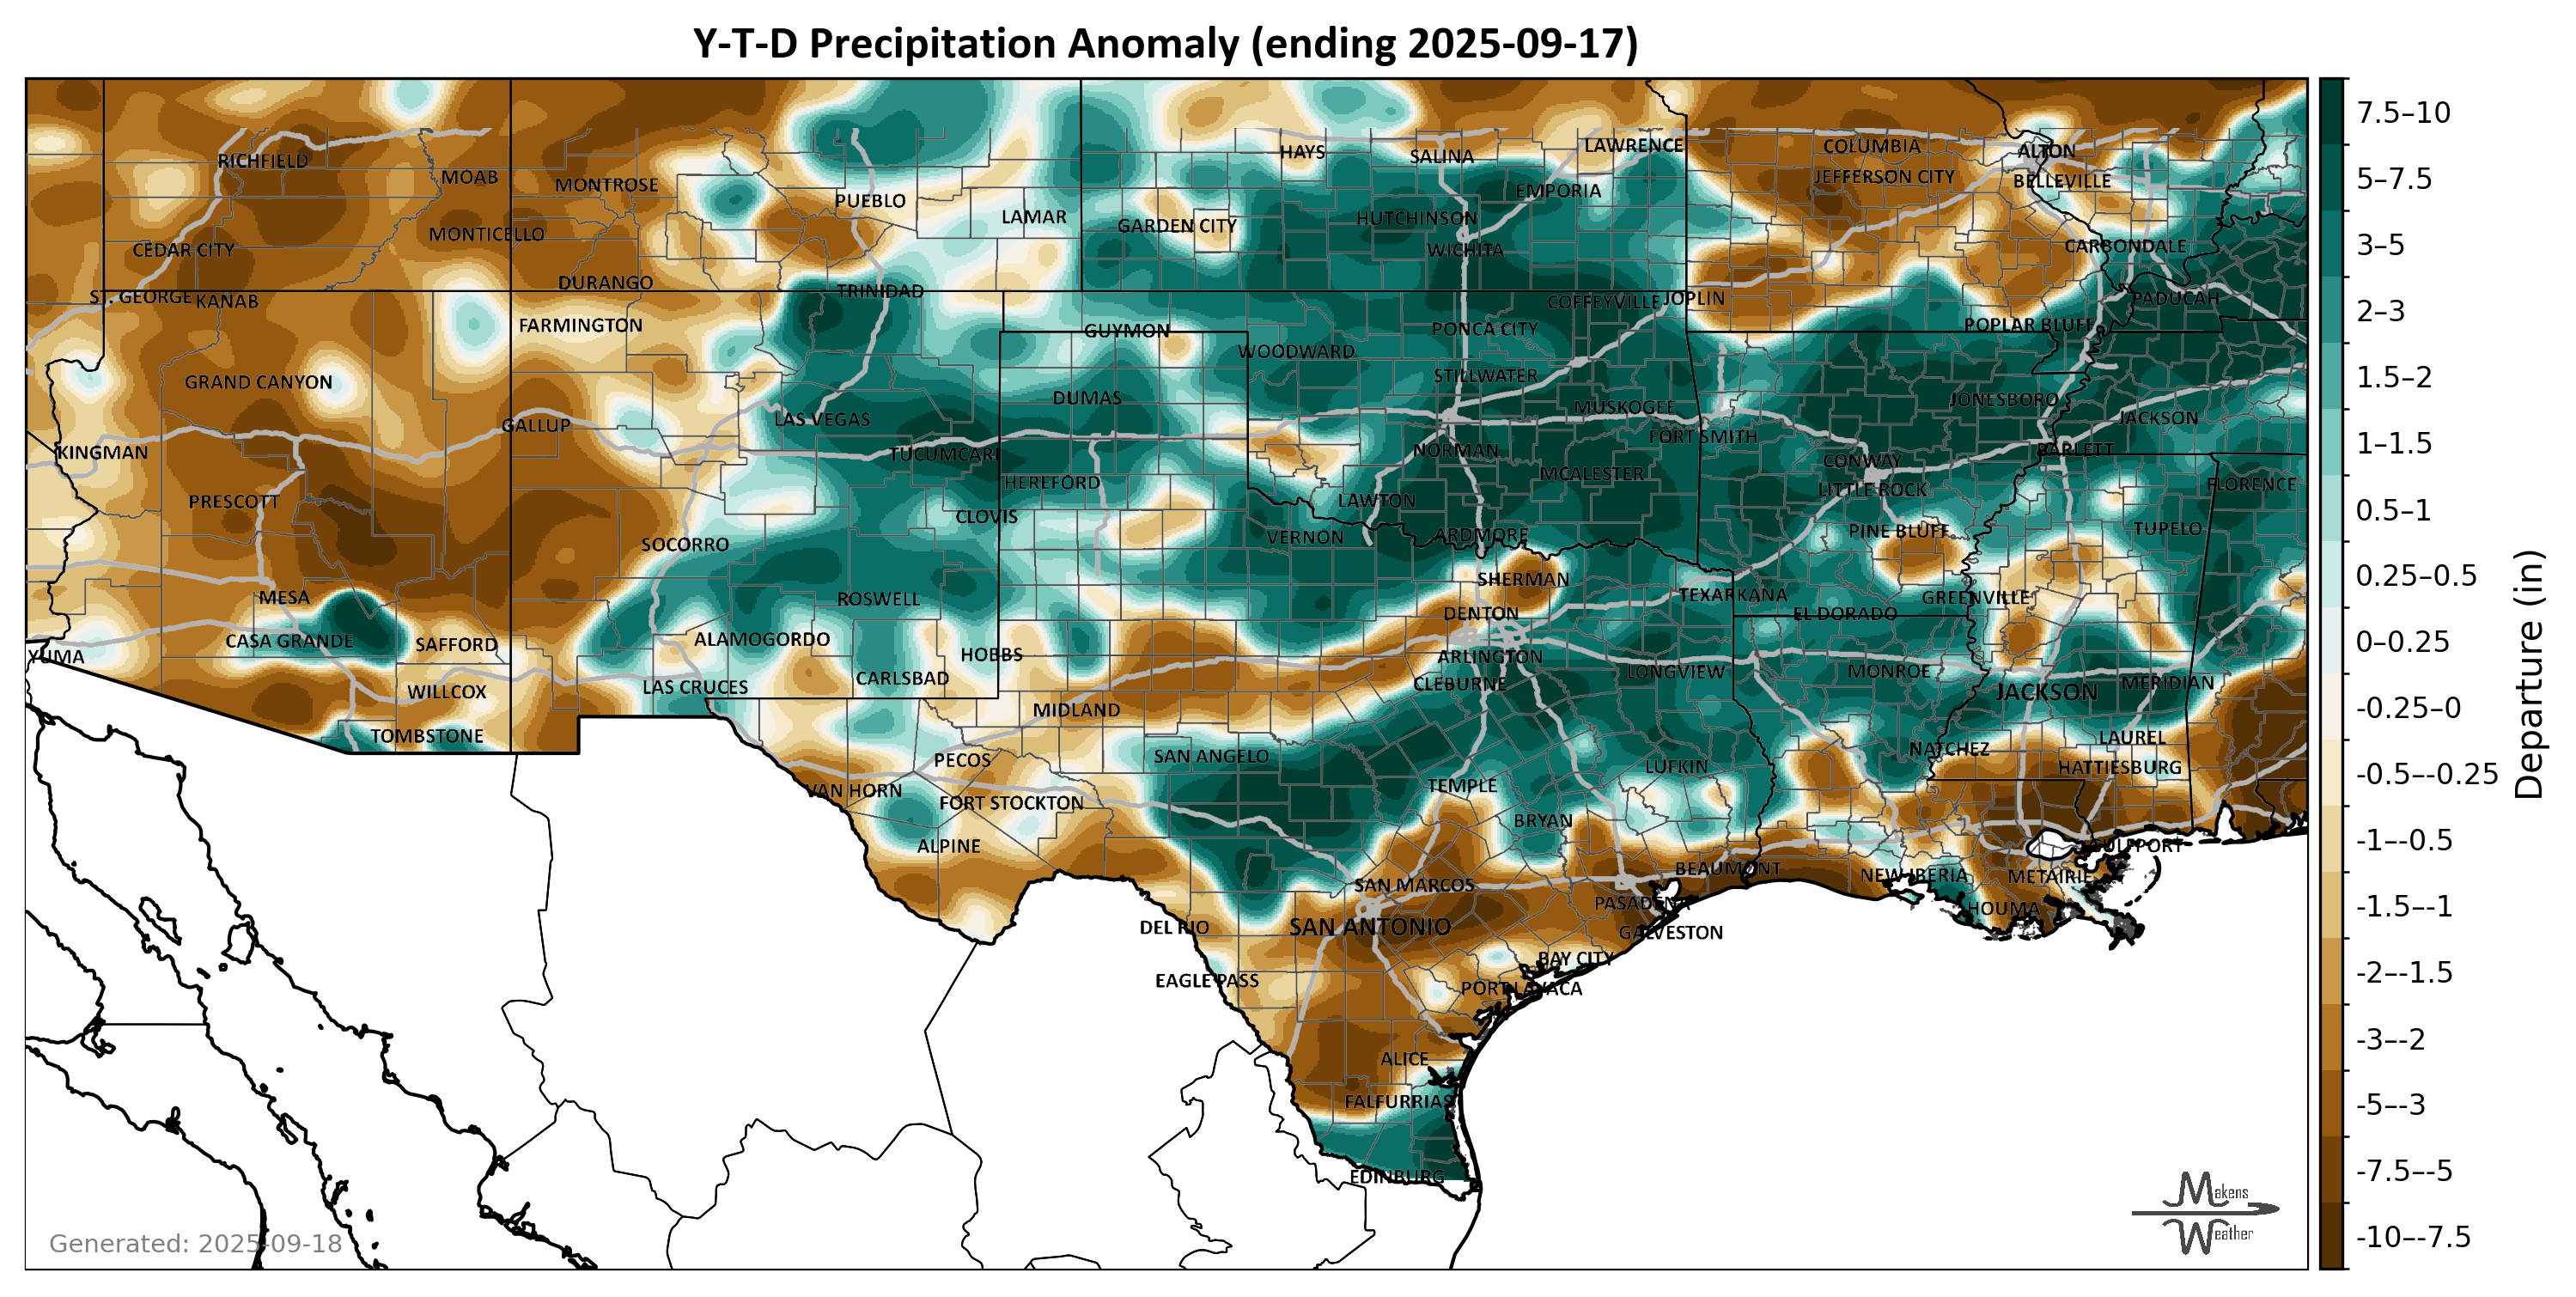 Y-T-D Precipitation Anomaly (ending 2025-09-17)
RICHFIELD
MOAB
MONTROSE
PUEBLO
LAMAR
HAYS
SALINA
LAWRENCE
EMPORIA
COLUMBIA
JEFFERSON CITY
ALTON
BELLEVILLE
CEDAR CITY
MONTICELLO
GARDEN CITY
HUTCHINSON
WICHITA
CARBONDALE
ST. GEORGE
KANAB
DURANGO
TRINIDAD
COFFEYVILLE
JOPLIN
PADUCAH
FARMINGTON
GUYMON
PONCA CITY
POPLAR BLUFF
WOODWARD
GRAND CANYON
DUMAS
STILLWATER
MUSKOGEE
JONESBORO
JACKSON
GALLUP
LAS VEGAS
KINGMAN
TUCUMCARI
NORMAN
FORT SMITH
BARLETT
CONWAY
MCALESTER
HEREFORD
LITTLE ROCK
FLORENCE
PRESCOTT
CLOVIS
LAWTON
SOCORRO
VERNON
ARDMORE
PINE BLUFF
TUPELO
MESA
ROSWELL
SHERMAN
TEXARKANA
GREENVILLE
DENTON
EL DORADO
CASA GRANDE
SAFFORD
ALAMOGORDO
HOBBS
YUMA
ARLINGTON
LONGVIEW
MONROE
WILLCOX
LAS CRUCES
CARLSBAD
CLEBURNE
JACKSON
MERIDIAN
MIDLAND
TOMBSTONE
PECOS
SAN ANGELO
LUFKIN
NATCHEZ
LAUREL
HATTIESBURG
VAN HORN
FORT STOCKTON
TEMPLE
BRYAN
ALPINE
GULFPORT
SAN MARCOS
BEAUMONT
NEW IBERIA
METAIRIE
PASADENA
HOUMA
DEL RIO
SAN ANTONIO
GALVESTON
BAY CITY
EAGLE PASS
PORT LAVACA
ALICE
FALFURRIAS
EDINBURG
7.5–10
5–7.5
3–5
2–3
1.5–2
1–1.5
0.5–1
0.25–0.5
0–0.25
-0.25–0
-0.5–-0.25
-1–-0.5
-1.5–-1
-2–-1.5
-3–-2
-5–-3
-7.5–-5
-10–-7.5
Departure (in)
Makens
Weather
Generated: 2025-09-18